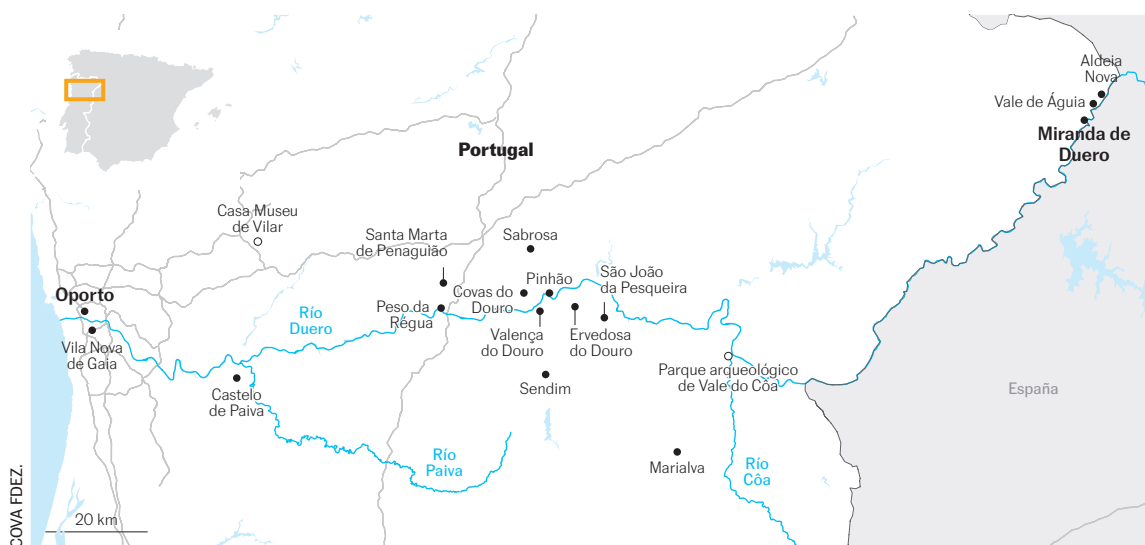 Aldeia
Nova
Vale de Águia
Miranda de
Duero
Portugal
Casa Museu
de Vilar
Santa Marta
de Penaguião
Sabrosa
São João
da Pesqueira
Pinhão
Covas do
Douro
Oporto
Peso da
Régua
Río
Duero
Valença
do Douro
Ervedosa
do Douro
Vila Nova
de Gaia
Parque arqueológico
de Vale do Côa
Sendim
España
Castelo
de Paiva
Río
Paiva
Marialva
Río
Côa
20 km
COVA FDEZ.